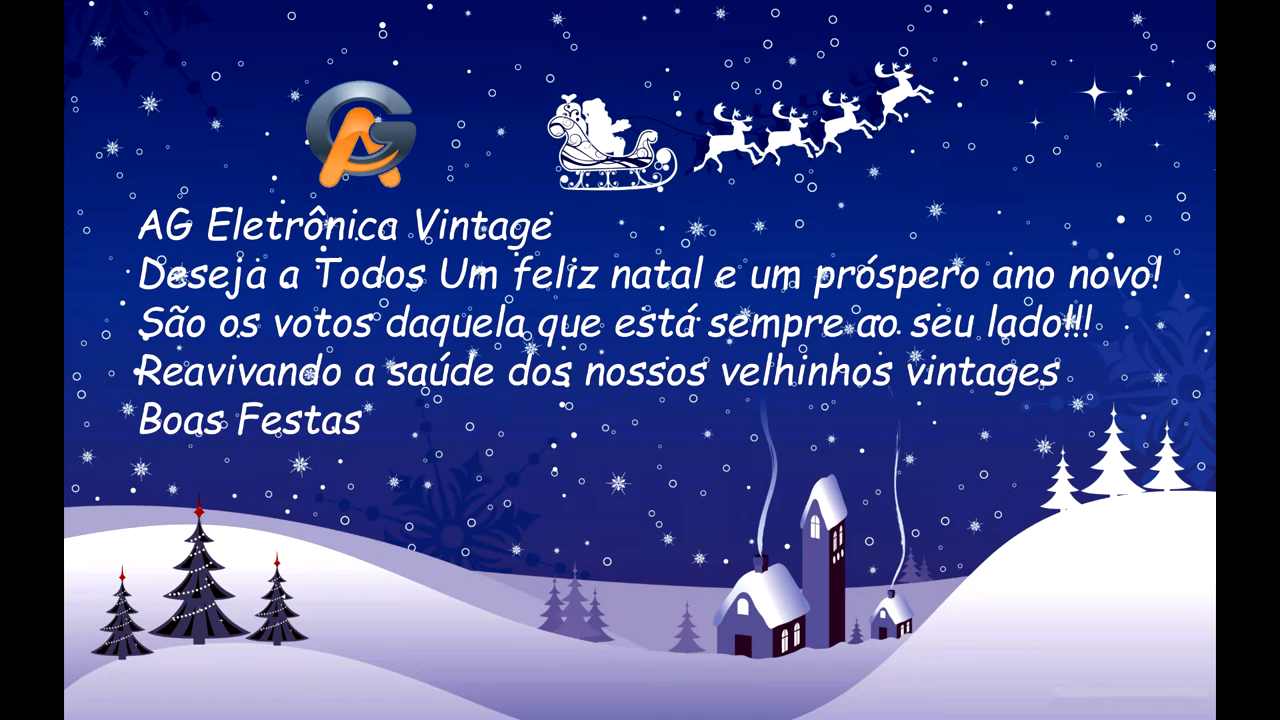 AG
AG Eletrônica Vintage
Deseja a Todos Um feliz natal e um próspero ano novo!
São os votos daquela que está sempre ao seu lado!!!
Reavivando a saúde dos nossos velhinhos vintages
Boas Festas